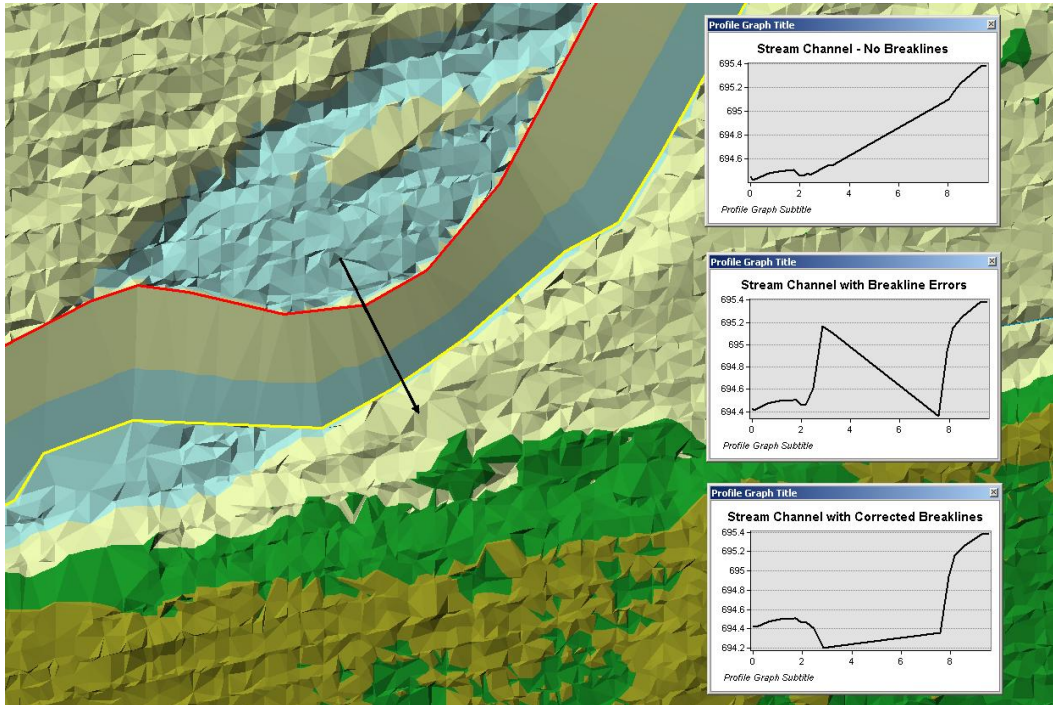 Profile Graph Title
Stream Channel - No Breaklines
695.4
695.2
695
694.8
694.6
0 2 4 6 8
Profile Graph Subtitle
Profile Graph Title
Stream Channel with Breakline Errors
695.4
695.2
695
694.8
694.6
694.4
0 2 4 6 8
Profile Graph Subtitle
Profile Graph Title
Stream Channel with Corrected Breaklines
695.4
695.2
695
694.8
694.6
694.4
694.2
0 2 4 6 8
Profile Graph Subtitle